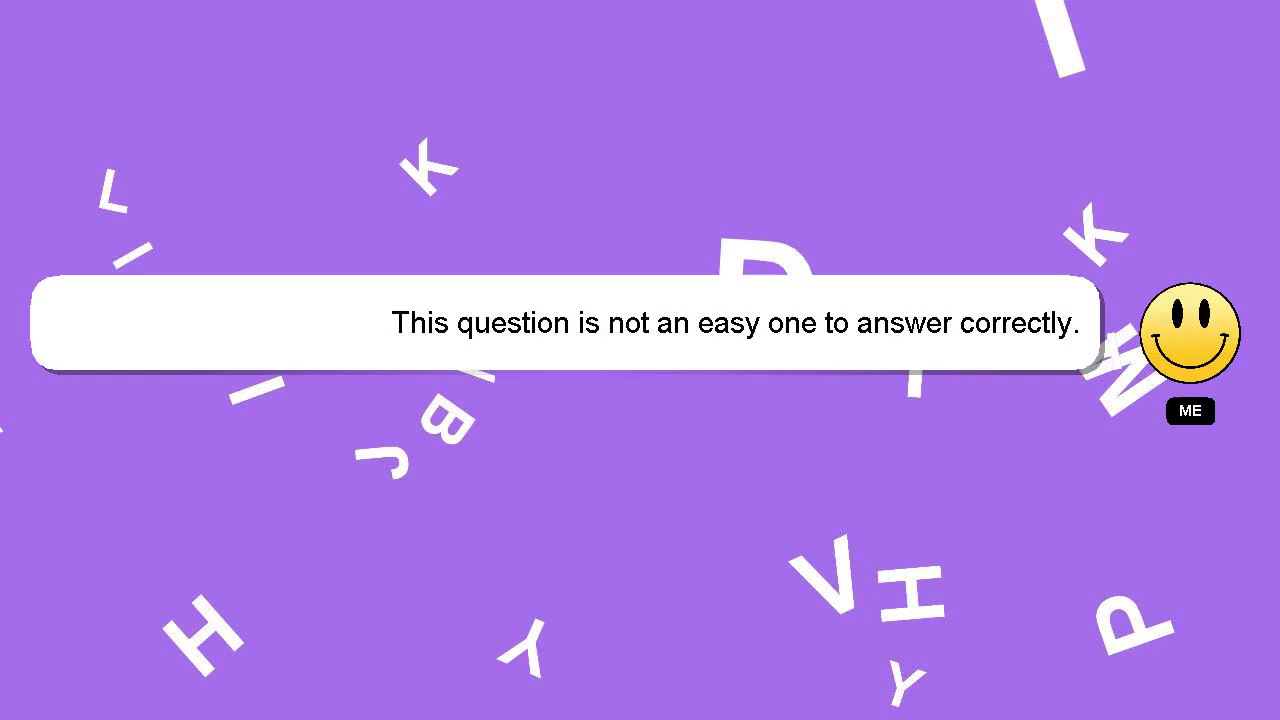 I
K
L
K
I
D
This question is not an easy one to answer correctly.
W
ME
I
B
J
V
H
P
H
Y
Y